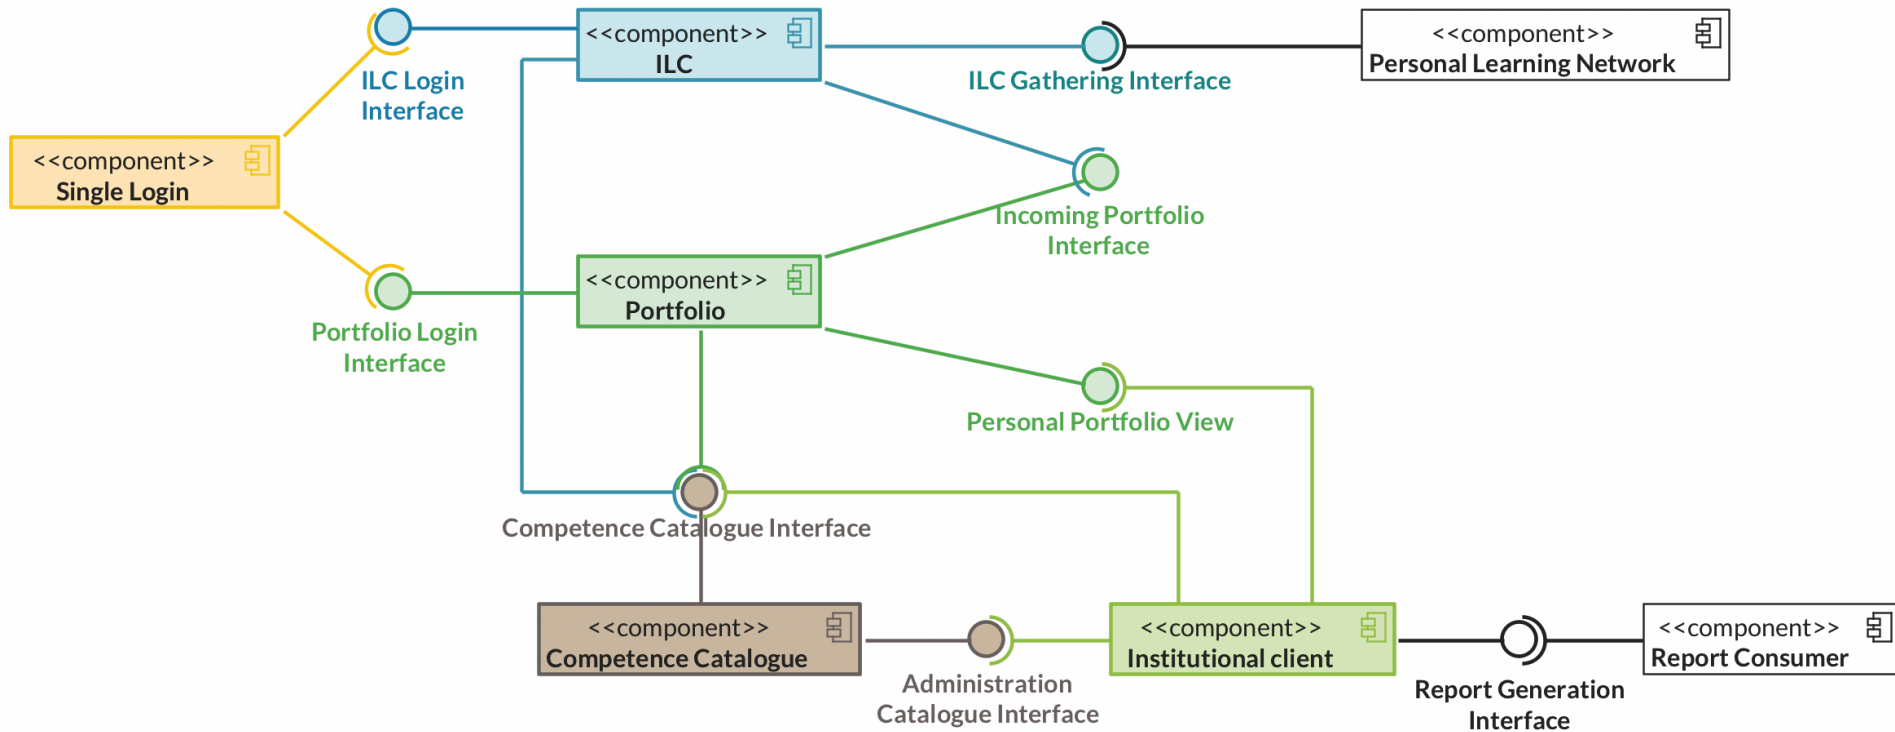 <<component>>
ILC
<<component>>
Personal Learning Network
ILC Login
Interface
ILC Gathering Interface
<<component>>
Single Login
Incoming Portfolio
Interface
<<component>>
Portfolio
Portfolio Login
Interface
Personal Portfolio View
Competence Catalogue Interface
<<component>>
Competence Catalogue
Administration
Catalogue Interface
<<component>>
Institutional client
Report Generation
Interface
<<component>>
Report Consumer